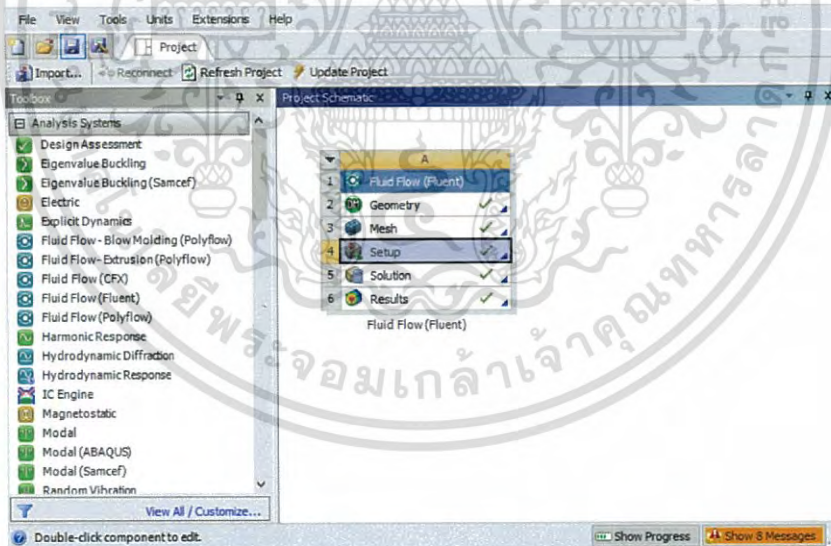 File View Tools Units Extensions Help
Project
Import... Reconnect Refresh Project Update Project
Toolbox
Project Schematic
Analysis Systems
Design Assessment
Eigenvalue Buckling
Eigenvalue Buckling (Samcef)
Electric
Explicit Dynamics
Fluid Flow - Blow Molding (Polyflow)
Fluid Flow - Extrusion (Polyflow)
Fluid Flow (CFX)
Fluid Flow (Fluent)
Fluid Flow (Polyflow)
Harmonic Response
Hydrodynamic Diffraction
Hydrodynamic Response
IC Engine
Magnetostatic
Modal
Modal (ABAQUS)
Modal (Samcef)
Random Vibration
View All / Customize...
A
1 Fluid Flow (Fluent)
2 Geometry
3 Mesh
4 Setup
5 Solution
6 Results
Fluid Flow (Fluent)
Double-click component to edit.
Show Progress Show 8 Messages